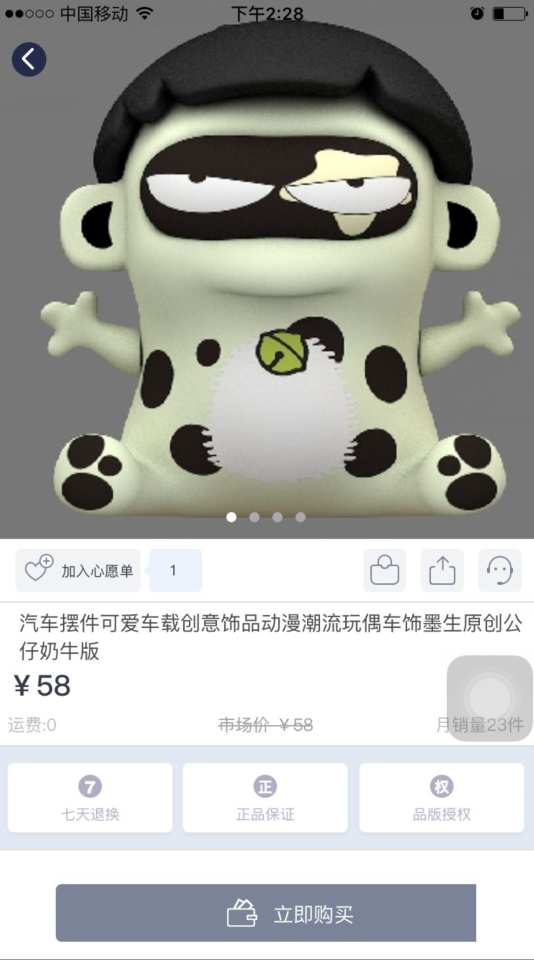 中国移动 下午2:28
加入心愿单 1
汽车摆件可爱车载创意饰品动漫潮流玩偶车饰墨生原创公
仔奶牛版
¥ 58
运费:0 市场价 ¥ 58 月销量23件
7 正 权
七天退换 正品保证 品版授权
立即购买